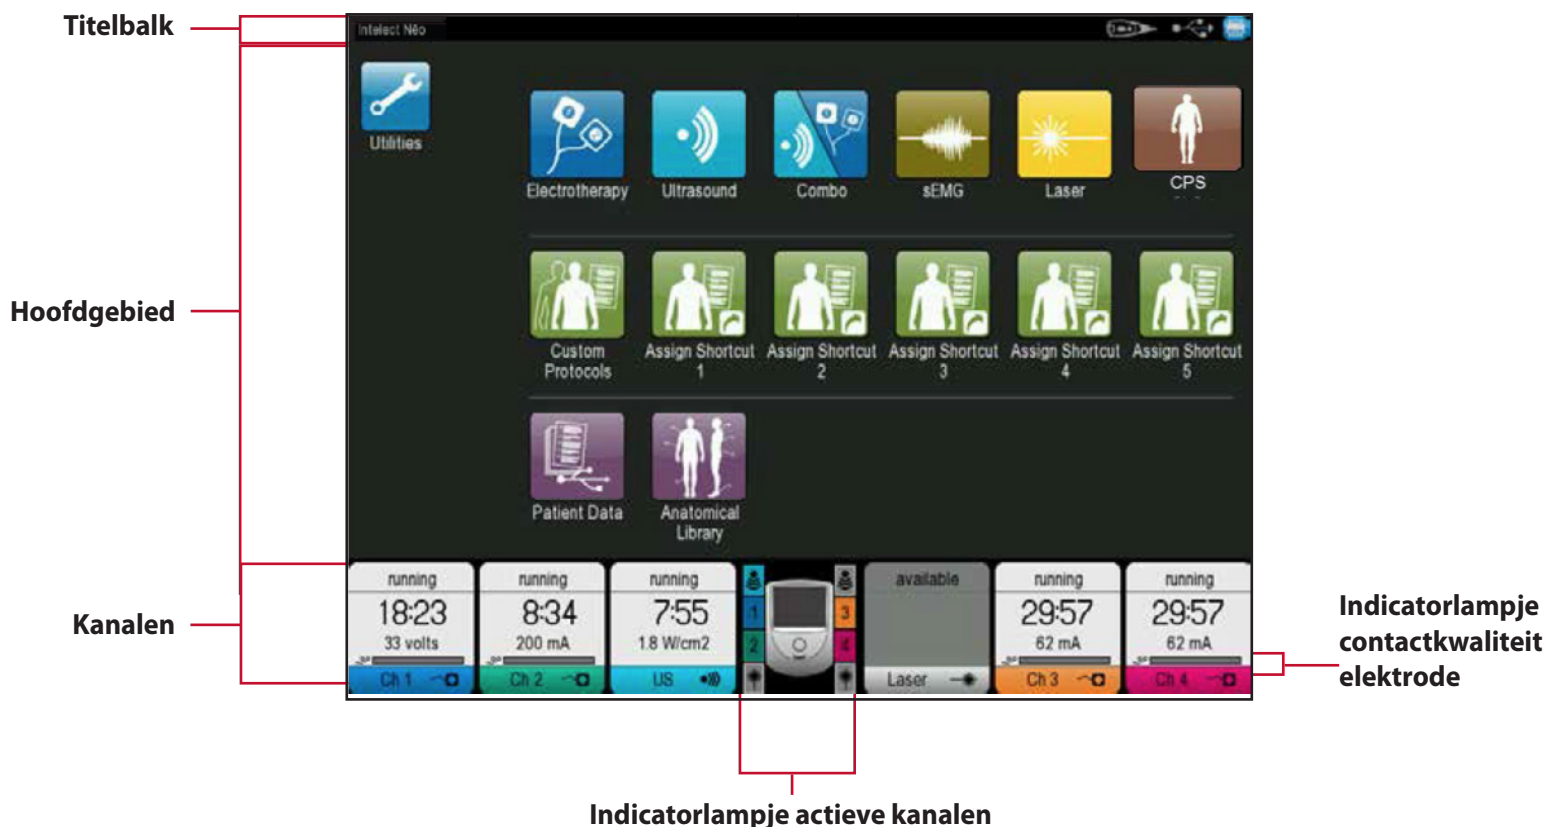 Titelbalk
Intelect Nēo
Utilities
Electrotherapy
Ultrasound
Combo
sEMG
Laser
CPS
Hoofdgebied
Custom
Protocols
Assign Shortcut
1
Assign Shortcut
2
Assign Shortcut
3
Assign Shortcut
4
Assign Shortcut
5
Patient Data
Anatomical
Library
Kanalen
running
18:23
33 volts
Ch 1
running
8:34
200 mA
Ch 2
running
7:55
1.8 W/cm2
US
1
2
3
4
available
Laser
running
29:57
62 mA
Ch 3
running
29:57
62 mA
Ch 4
Indicatorlampje
contactkwaliteit
elektrode
Indicatorlampje actieve kanalen